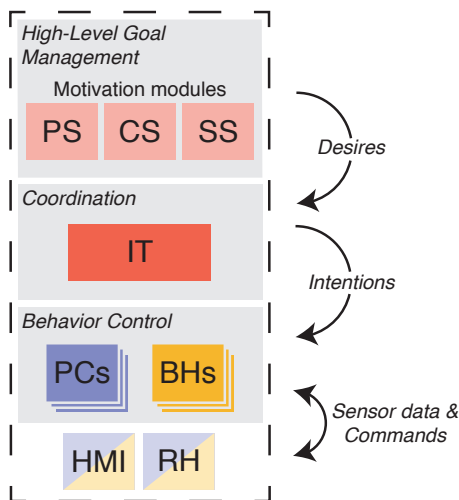 High-Level Goal
Management
Motivation modules
PS CS SS
Desires
Coordination
IT
Intentions
Behavior Control
PCs BHs
Sensor data &
Commands
HMI RH